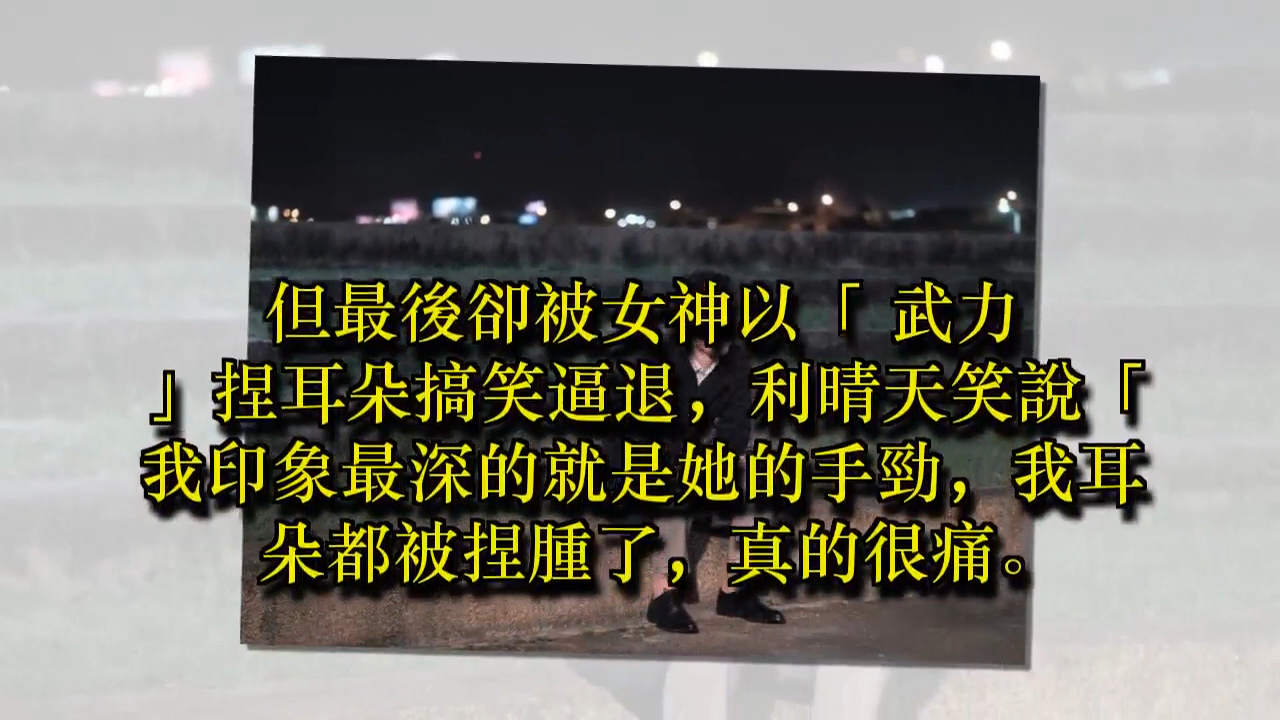 但最後卻被女神以「 武力
」捏耳朵搞笑逼退，利晴天笑說「
我印象最深的就是她的手勁，我耳
朵都被捏腫了，真的很痛。